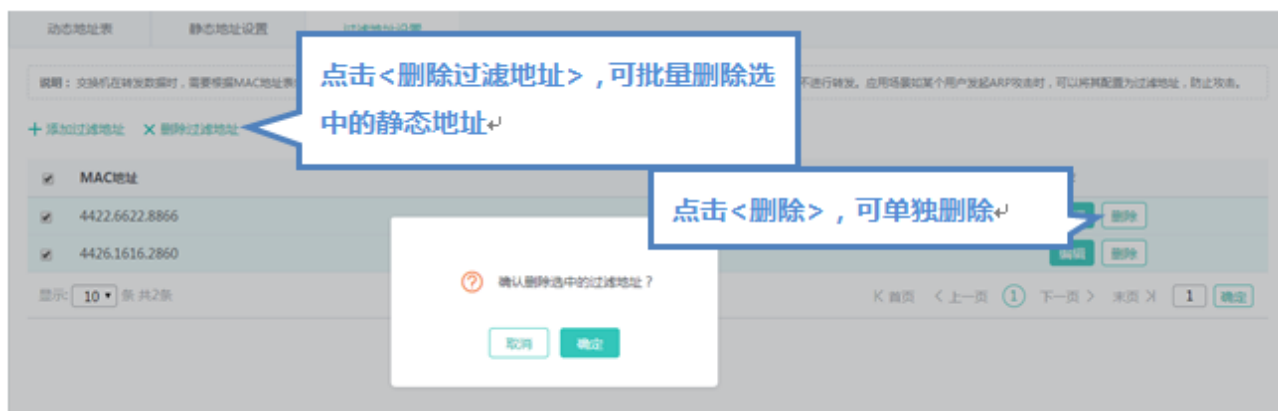 动态地址表 静态地址设置 过滤地址设置
说明：交换机在转发数据时，需要根据MAC地址表
不进行转发。应用场景如某个用户发起ARP攻击时，可以将其配置为过滤地址，防止攻击。
点击<删除过滤地址>,可批量删除选
中的静态地址↵
+ 添加过滤地址 × 删除过滤地址
MAC地址
点击<删除>，可单独删除↵
4422.6622.8866 删除
4426.1616.2860 编辑 删除
确认删除选中的过滤地址？
取消 确定
显示: 10 条 共2条 首页 上一页 1 下一页 末页 1 确定